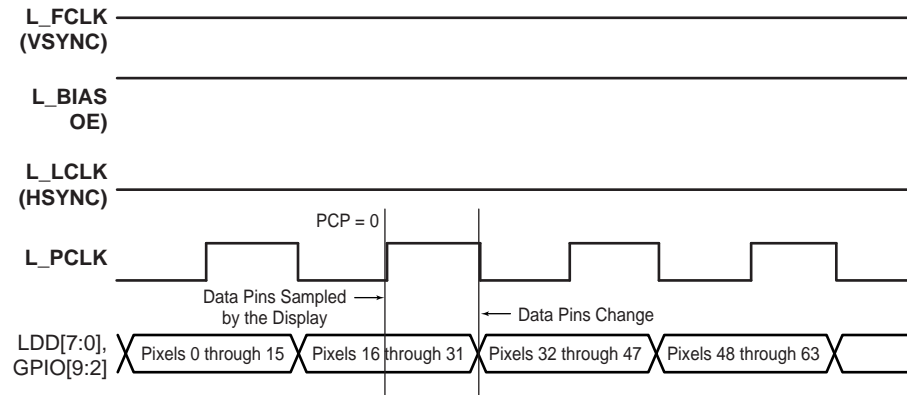 L_FCLK
(VSYNC)
L_BIAS
OE)
L_LCLK
(HSYNC)
PCP = 0
L_PCLK
Data Pins Sampled
by the Display
Data Pins Change
LDD[7:0],
GPIO[9:2]
Pixels 0 through 15
Pixels 16 through 31
Pixels 32 through 47
Pixels 48 through 63